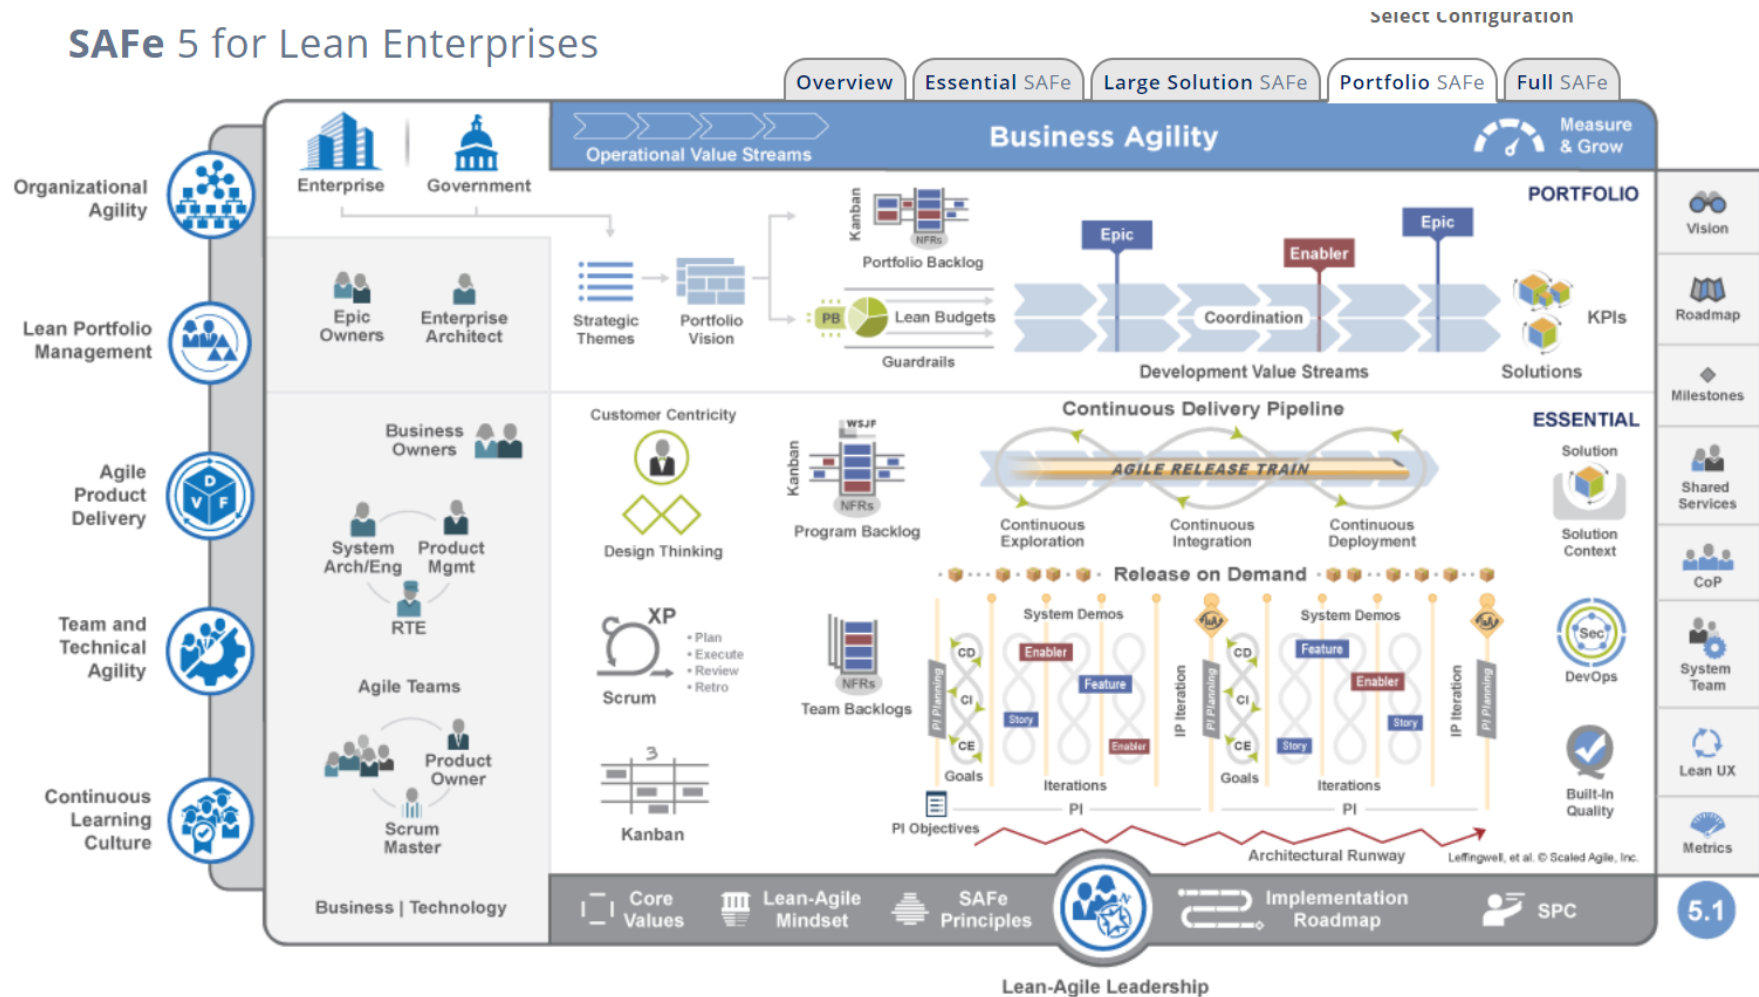 Select Configuration
SAFe 5 for Lean Enterprises
Overview
Essential SAFe
Large Solution SAFe
Portfolio SAFe
Full SAFe
Organizational
Agility
Lean Portfolio
Management
Agile
Product
Delivery
D
V F
Team and
Technical
Agility
Continuous
Learning
Culture
Enterprise
Government
Operational Value Streams
Business Agility
Measure
& Grow
PORTFOLIO
Epic
Owners
Enterprise
Architect
Strategic
Themes
Portfolio
Vision
Kanban
NFRs
Portfolio Backlog
PB
Lean Budgets
Guardrails
Epic
Enabler
Epic
Coordination
Development Value Streams
KPIs
Solutions
ESSENTIAL
Business
Owners
System
Arch/Eng
Product
Mgmt
RTE
Agile Teams
Product
Owner
Scrum
Master
Business | Technology
Customer Centricity
Design Thinking
Kanban
WSJF
NFRs
Program Backlog
Continuous Delivery Pipeline
AGILE RELEASE TRAIN
Continuous
Exploration
Continuous
Integration
Continuous
Deployment
Solution
Solution
Context
Release on Demand
XP
• Plan
• Execute
• Review
• Retro
Scrum
NFRs
Team Backlogs
3
Kanban
System Demos
PI Planning
CD
CI
CE
Goals
Enabler
Feature
Story
Enabler
Iterations
IP Iteration
I&A
PI Planning
System Demos
CD
CI
CE
Goals
Feature
Enabler
Story
Story
Iterations
IP Iteration
I&A
PI Planning
PI
PI
PI Objectives
Architectural Runway
Leffingwell, et al. © Scaled Agile, Inc.
Sec
DevOps
Built-In
Quality
Vision
Roadmap
Milestones
Shared
Services
CoP
System
Team
Lean UX
Metrics
Core
Values
Lean-Agile
Mindset
SAFe
Principles
N
Implementation
Roadmap
SPC
5.1
Lean-Agile Leadership